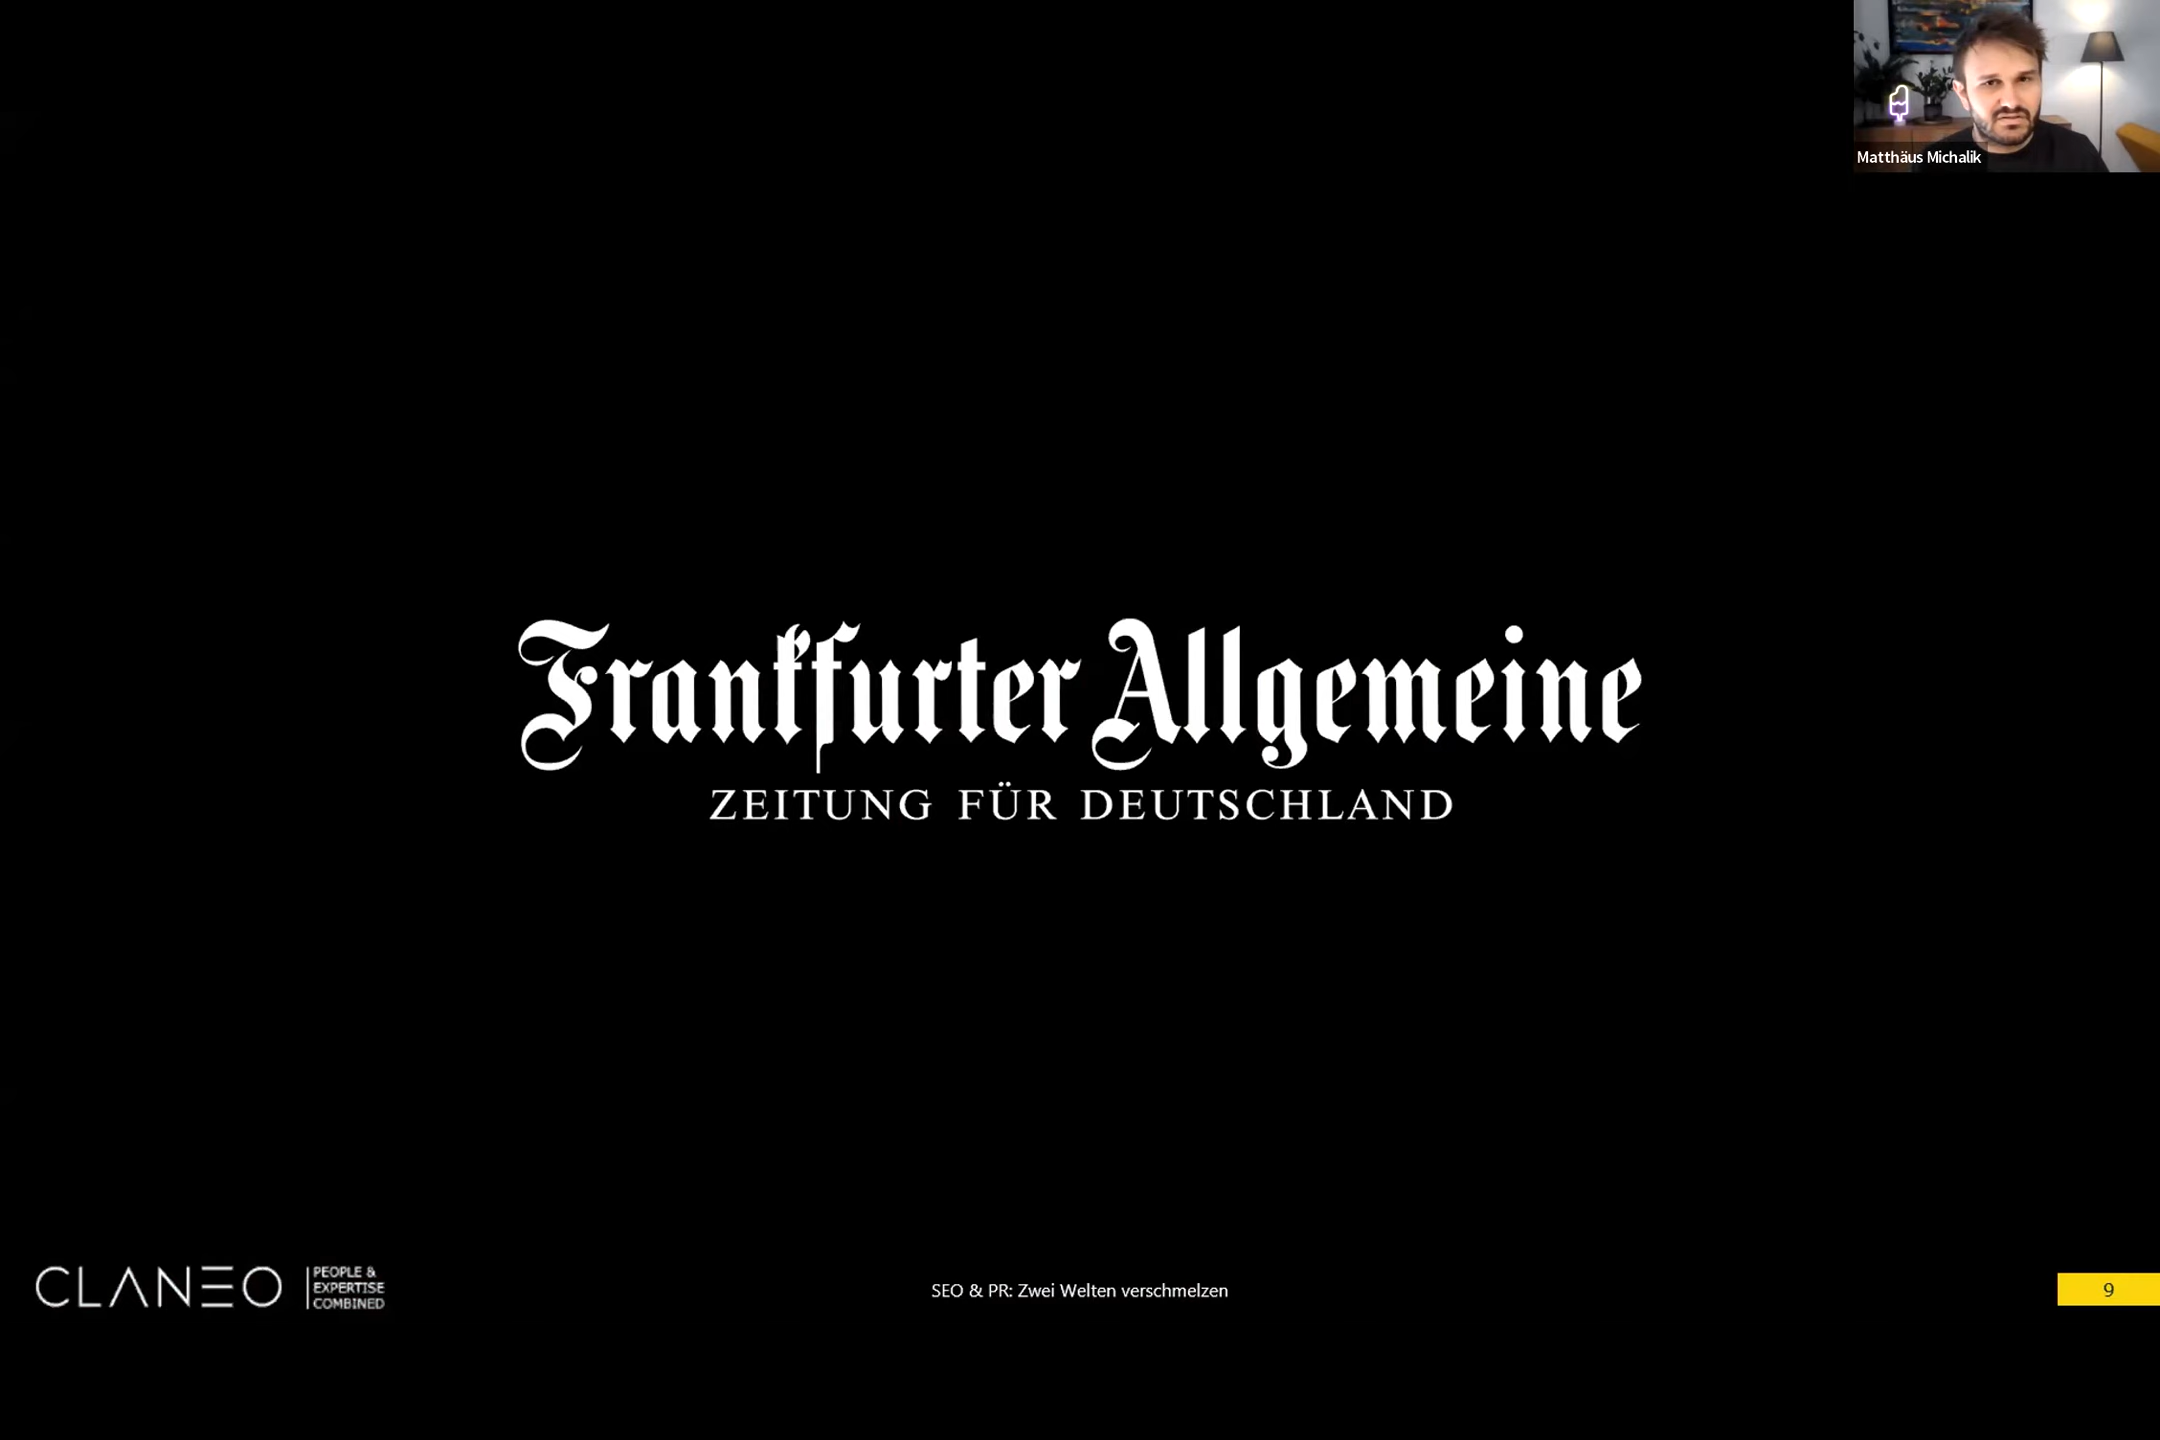 Matthäus Michalik
Frankfurter Allgemeine
ZEITUNG FÜR DEUTSCHLAND
CLANEO
PEOPLE &
EXPERTISE
COMBINED
SEO & PR: Zwei Welten verschmelzen
9